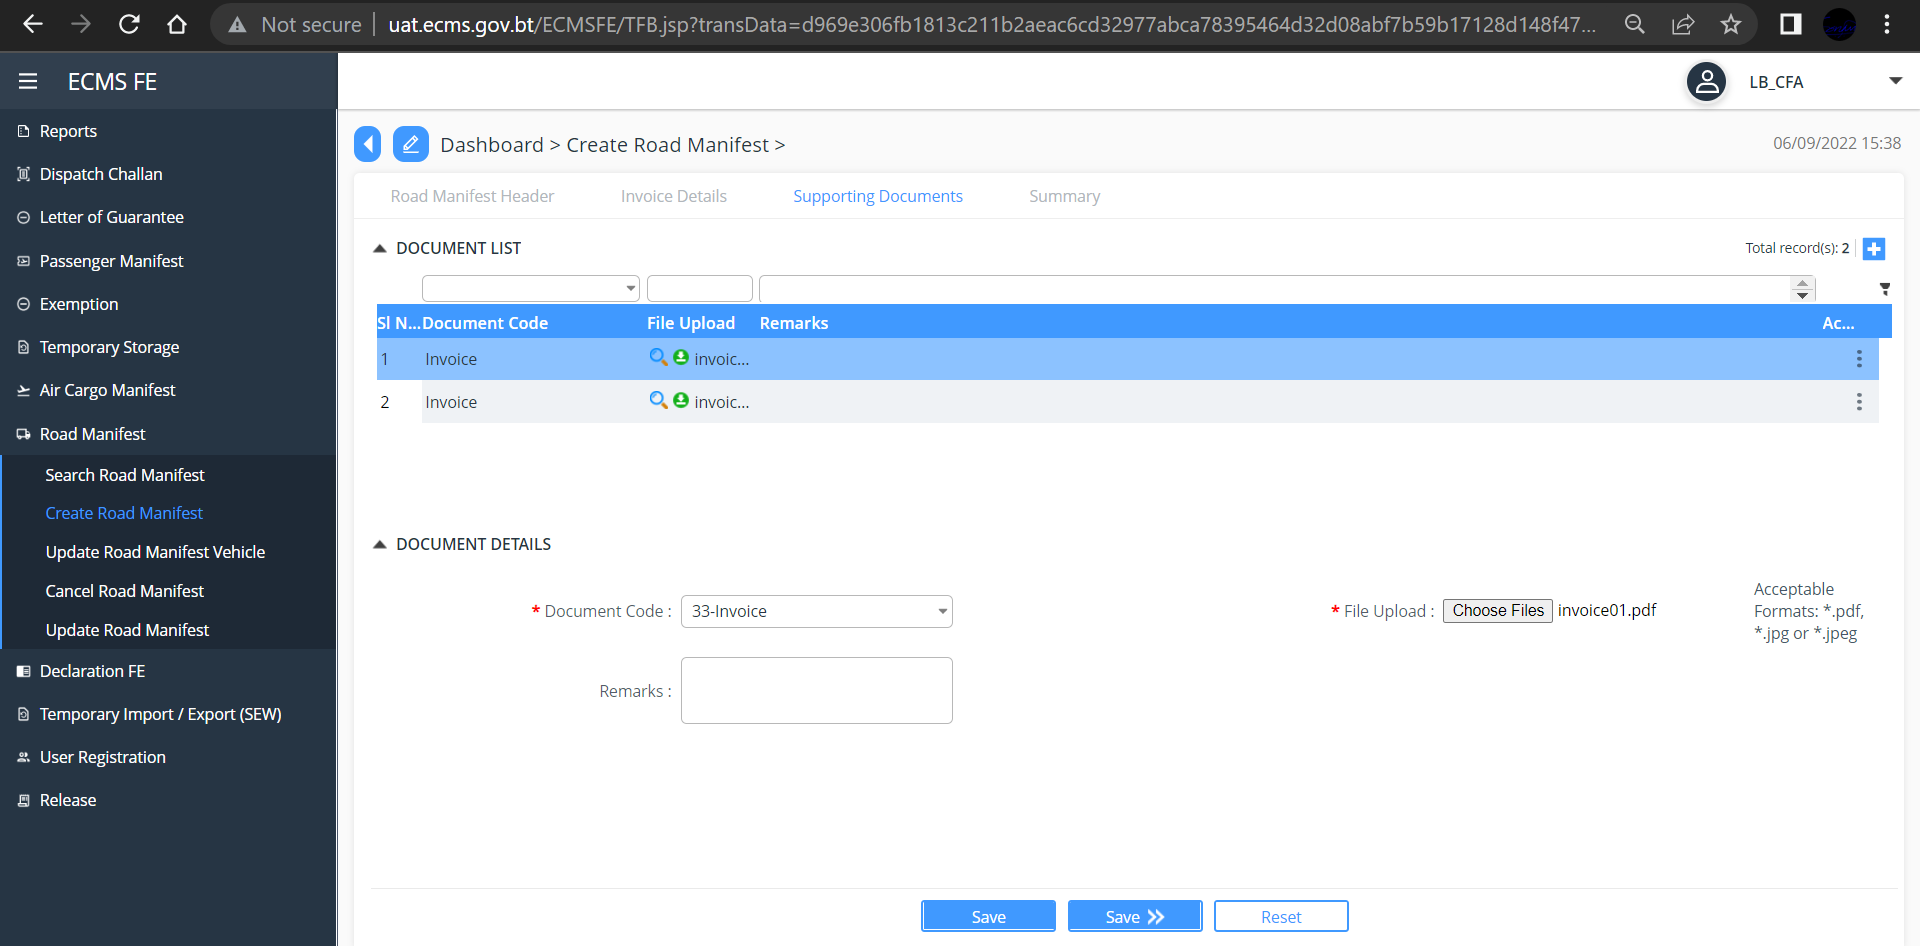 Not secure
uat.ecms.gov.bt/ECMSFE/TFB.jsp?transData=d969e306fb1813c211b2aeac6cd32977abca78395464d32d08abf7b59b17128d148f47...
ECMS FE
LB_CFA
Reports
Dispatch Challan
Letter of Guarantee
Passenger Manifest
Exemption
Temporary Storage
Air Cargo Manifest
Road Manifest
Search Road Manifest
Create Road Manifest
Update Road Manifest Vehicle
Cancel Road Manifest
Update Road Manifest
Declaration FE
Temporary Import / Export (SEW)
User Registration
Release
Dashboard > Create Road Manifest >
06/09/2022 15:38
Road Manifest Header
Invoice Details
Supporting Documents
Summary
DOCUMENT LIST
Total record(s): 2
Sl N... Document Code File Upload Remarks Ac...
1 Invoice invoic...
2 Invoice invoic...
DOCUMENT DETAILS
* Document Code : 33-Invoice
* File Upload : Choose Files invoice01.pdf
Acceptable
Formats: *.pdf,
*.jpg or *.jpeg
Remarks :
Save
Save
Reset